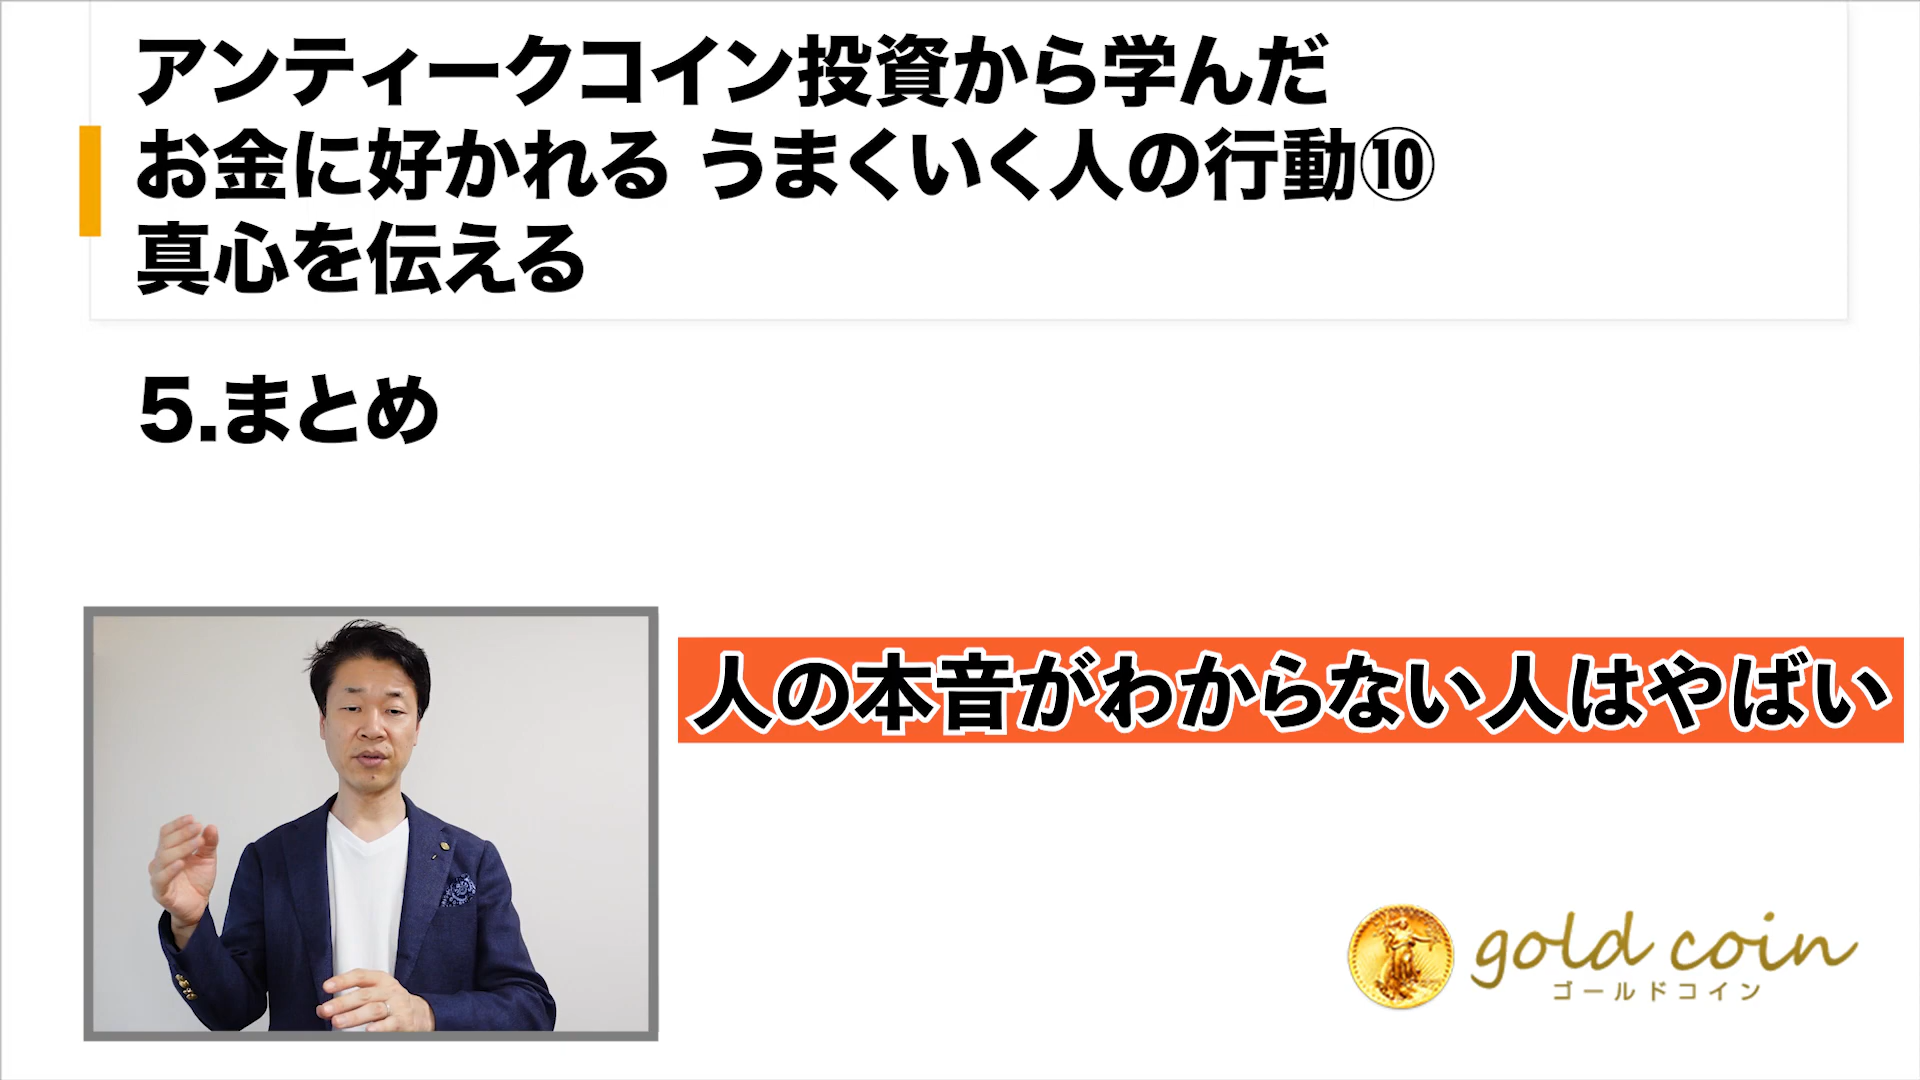 アンティークコイン投資から学んだ
お金に好かれる うまくいく人の行動⑩
真心を伝える
5.まとめ
人の本音がわからない人はやばい
gold coin
ゴールドコイン